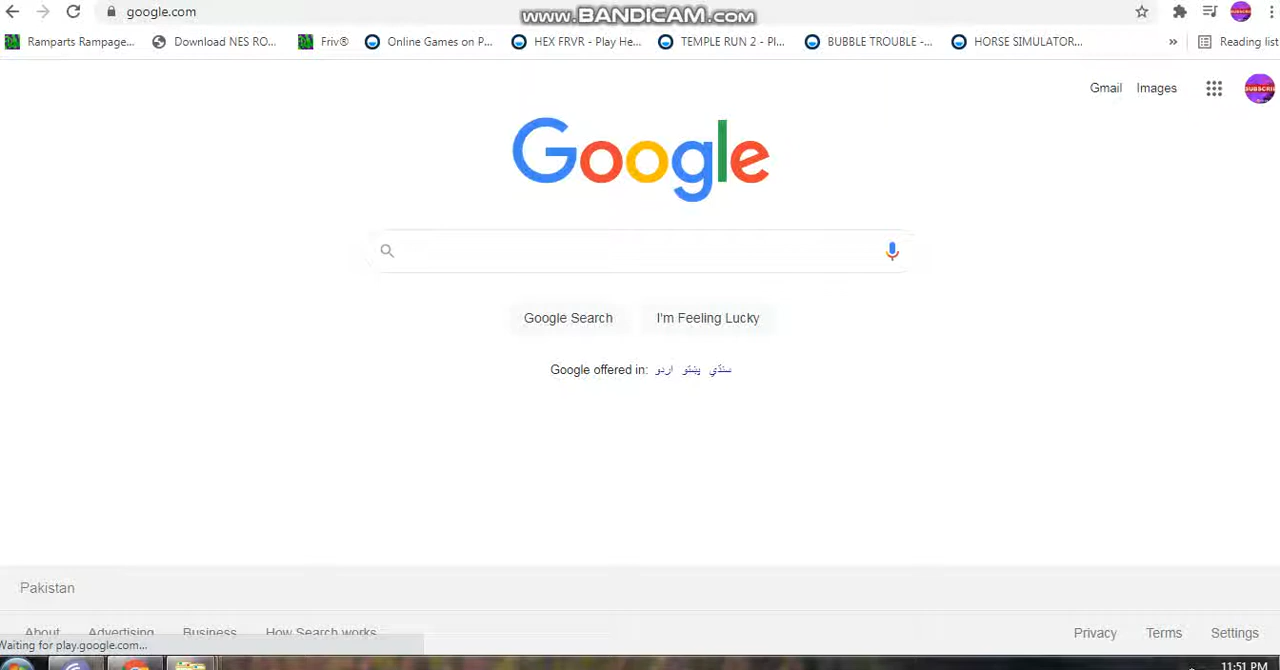 google.com
www.BANDICAM.com
Ramparts Rampage... Download NES RO... Friv® Online Games on P... HEX FRVR - Play He... TEMPLE RUN 2 - Pl... BUBBLE TROUBLE -... HORSE SIMULATOR... » Reading list
Gmail Images SUBSCRI
Google
Google Search I'm Feeling Lucky
Google offered in: اردو پښتو سنڌي
Pakistan
About Advertising Business How Search works Privacy Terms Settings
Waiting for play.google.com...
11:51 PM